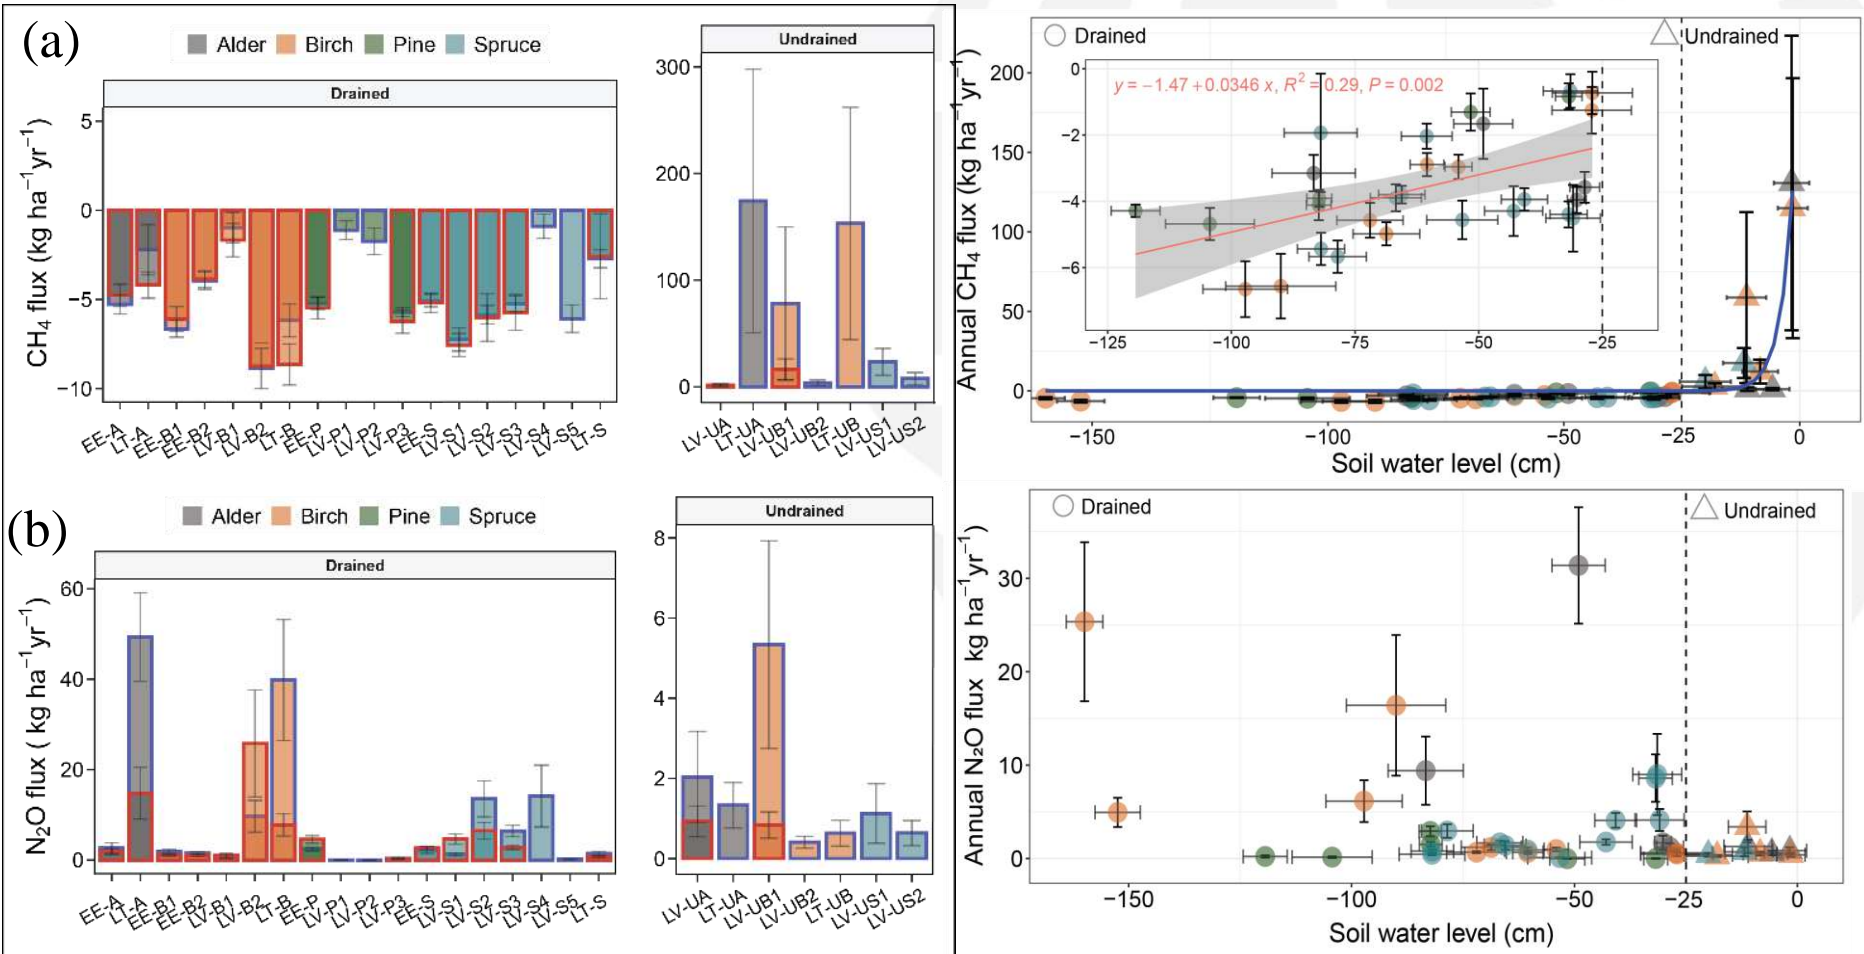 (a)
Alder Birch Pine Spruce
Drained
Undrained
CH₄ flux (kg ha⁻¹yr⁻¹)
5
0
−5
−10
EE-A LT-A EE-B1 EE-B2 LV-B1 LV-B2 LT-B EE-P LV-P1 LV-P2 LV-P3 EE-S LV-S1 LV-S2 LV-S3 LV-S4 LV-S5 LT-S
300
200
100
0
LV-UA LT-UA LV-UB1 LV-UB2 LT-UB LV-US1 LV-US2
Drained
Undrained
Annual CH₄ flux (kg ha⁻¹yr⁻¹)
200
150
100
50
0
y = −1.47 + 0.0346 x, R² = 0.29, P = 0.002
0
−2
−4
−6
−125 −100 −75 −50 −25
−150 −100 −50 −25 0
Soil water level (cm)
(b)
Alder Birch Pine Spruce
Drained
Undrained
N₂O flux ( kg ha⁻¹yr⁻¹)
60
40
20
0
EE-A LT-A EE-B1 EE-B2 LV-B1 LV-B2 LT-B EE-P LV-P1 LV-P2 LV-P3 EE-S LV-S1 LV-S2 LV-S3 LV-S4 LV-S5 LT-S
8
6
4
2
0
LV-UA LT-UA LV-UB1 LV-UB2 LT-UB LV-US1 LV-US2
Drained
Undrained
Annual N₂O flux kg ha⁻¹yr⁻¹)
30
20
10
0
−150 −100 −50 −25 0
Soil water level (cm)